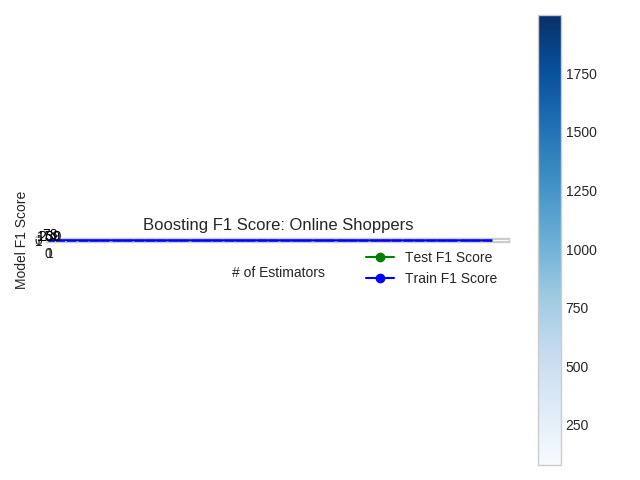 Boosting F1 Score: Online Shoppers
Model F1 Score
0
1
# of Estimators
Test F1 Score
Train F1 Score
1750
1500
1250
1000
750
500
250